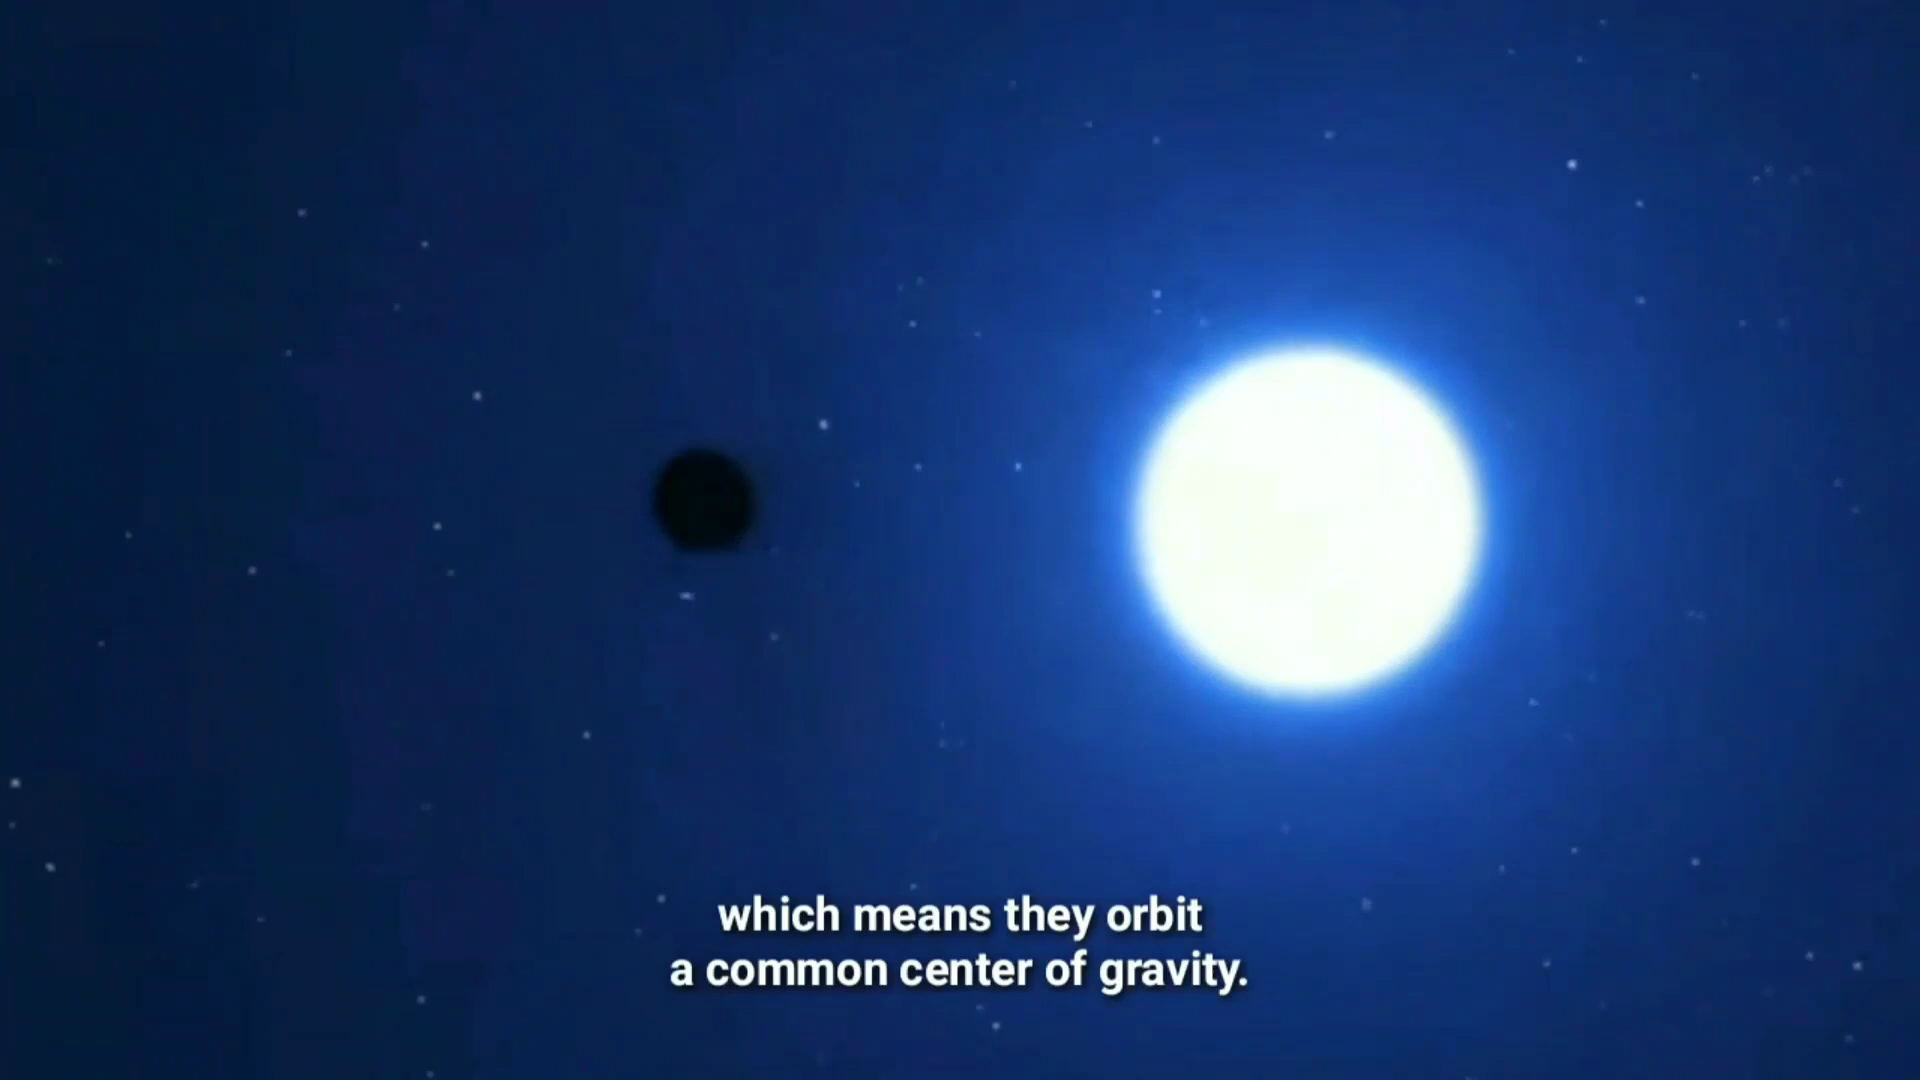 which means they orbit
a common center of gravity.